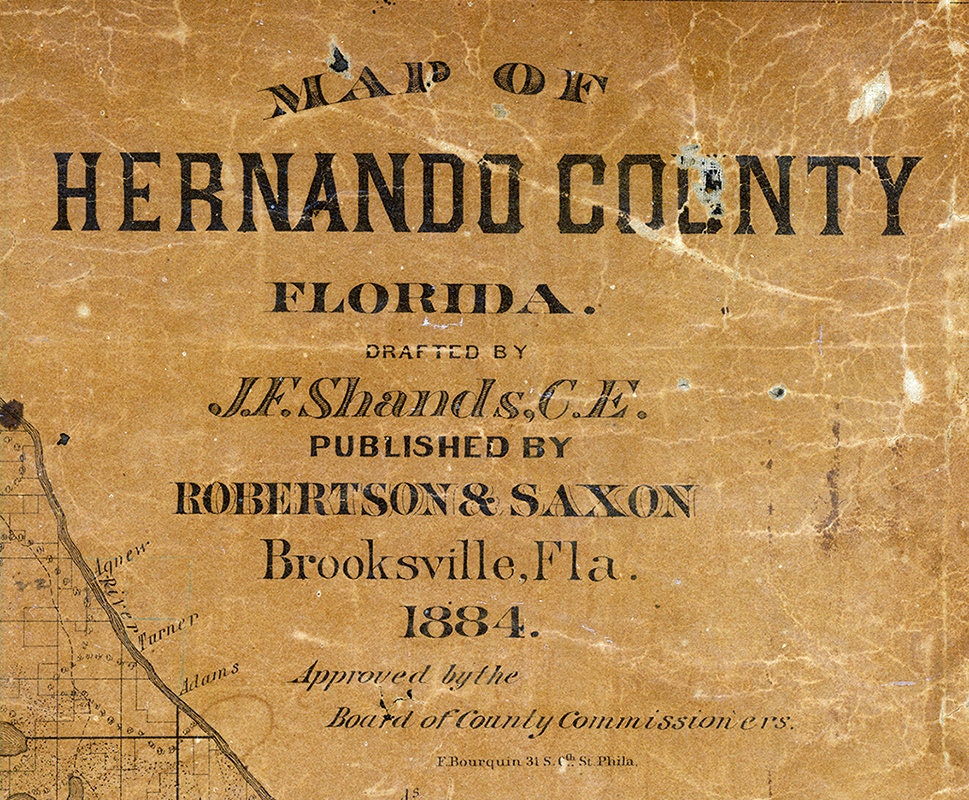 MAP OF
HERNANDO COUNTY
FLORIDA.
DRAFTED BY
J.F. Shands, C.E.
PUBLISHED BY
ROBERTSON & SAXON
Brooksville, Fla.
1884.
Approved by the
Board of County Commissioners.
F. Bourquin 31 S. 6th St. Phila.
Agnew
River
Turner
Adams